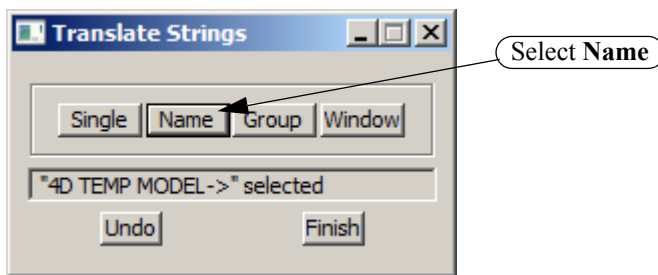 Translate Strings
Select Name
Single Name Group Window
"4D TEMP MODEL->" selected
Undo Finish